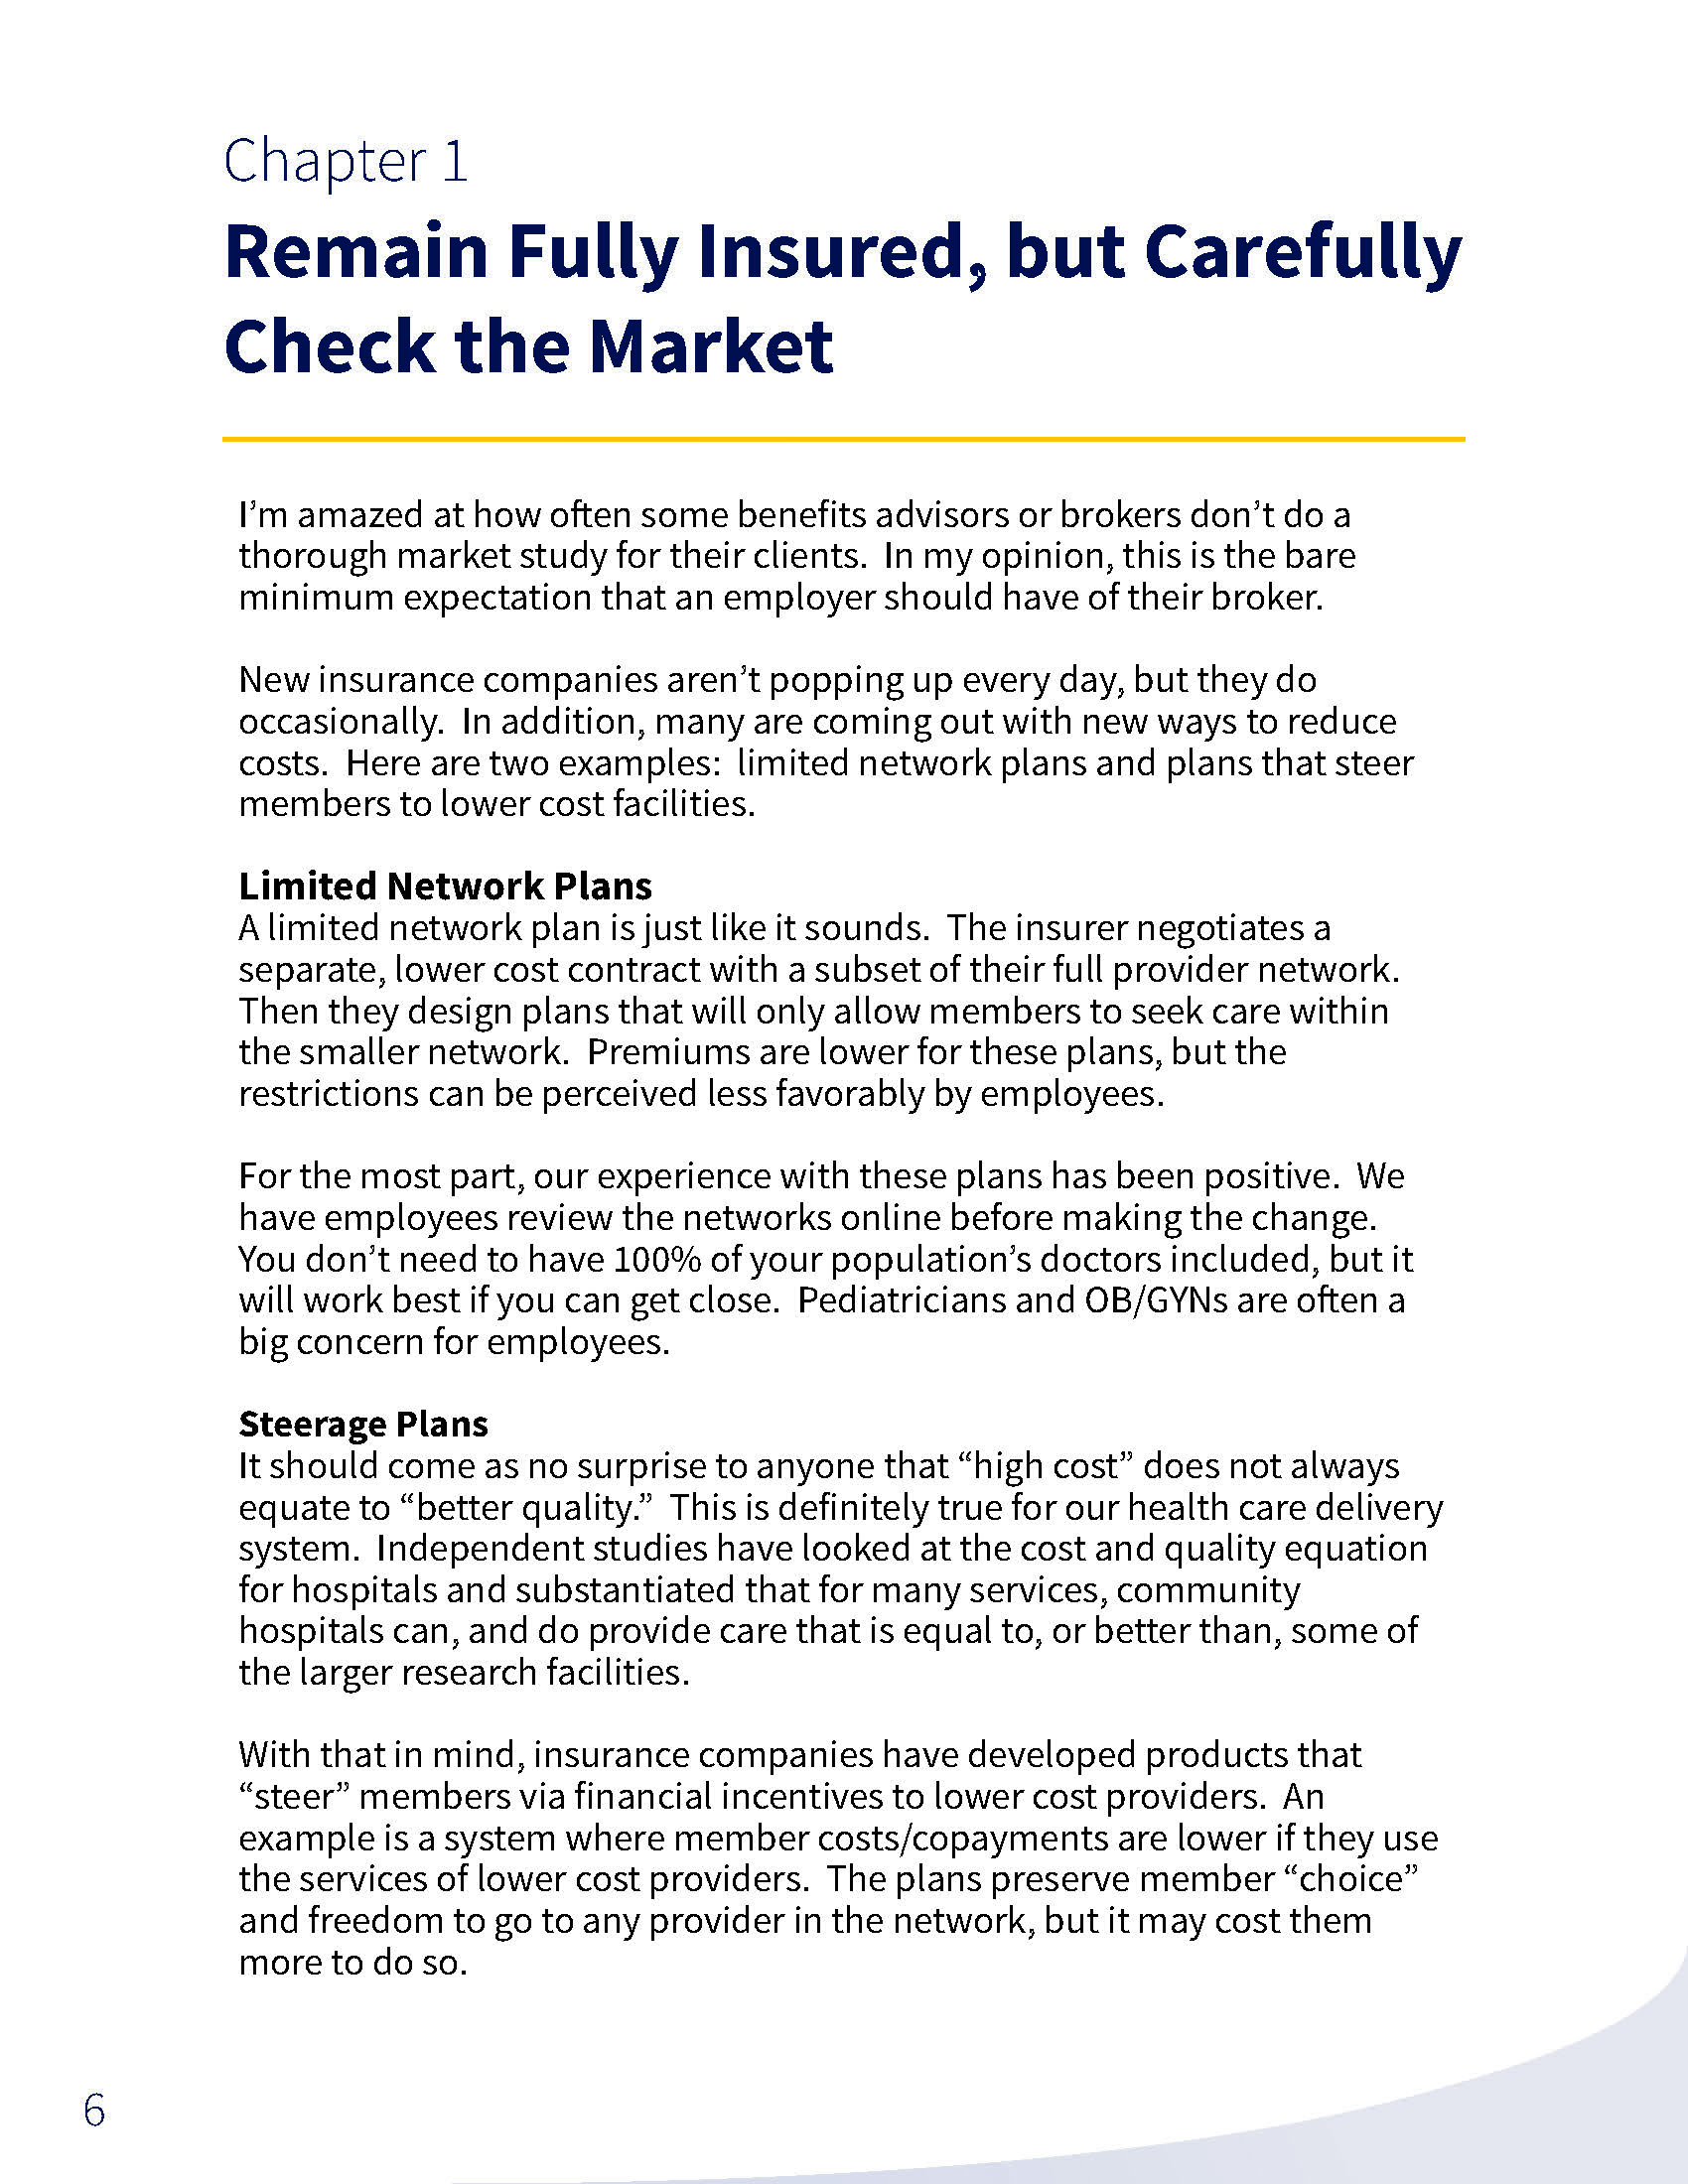 Chapter 1
Remain Fully Insured, but Carefully
Check the Market
I’m amazed at how often some benefits advisors or brokers don’t do a
thorough market study for their clients.  In my opinion, this is the bare
minimum expectation that an employer should have of their broker.
New insurance companies aren’t popping up every day, but they do
occasionally.  In addition, many are coming out with new ways to reduce
costs.  Here are two examples:  limited network plans and plans that steer
members to lower cost facilities.
Limited Network Plans
A limited network plan is just like it sounds.  The insurer negotiates a
separate, lower cost contract with a subset of their full provider network.
Then they design plans that will only allow members to seek care within
the smaller network.  Premiums are lower for these plans, but the
restrictions can be perceived less favorably by employees.
For the most part, our experience with these plans has been positive.  We
have employees review the networks online before making the change.
You don’t need to have 100% of your population’s doctors included, but it
will work best if you can get close.  Pediatricians and OB/GYNs are often a
big concern for employees.
Steerage Plans
It should come as no surprise to anyone that “high cost” does not always
equate to “better quality.”  This is definitely true for our health care delivery
system.  Independent studies have looked at the cost and quality equation
for hospitals and substantiated that for many services, community
hospitals can, and do provide care that is equal to, or better than, some of
the larger research facilities.
With that in mind, insurance companies have developed products that
“steer” members via financial incentives to lower cost providers.  An
example is a system where member costs/copayments are lower if they use
the services of lower cost providers.  The plans preserve member “choice”
and freedom to go to any provider in the network, but it may cost them
more to do so.
6